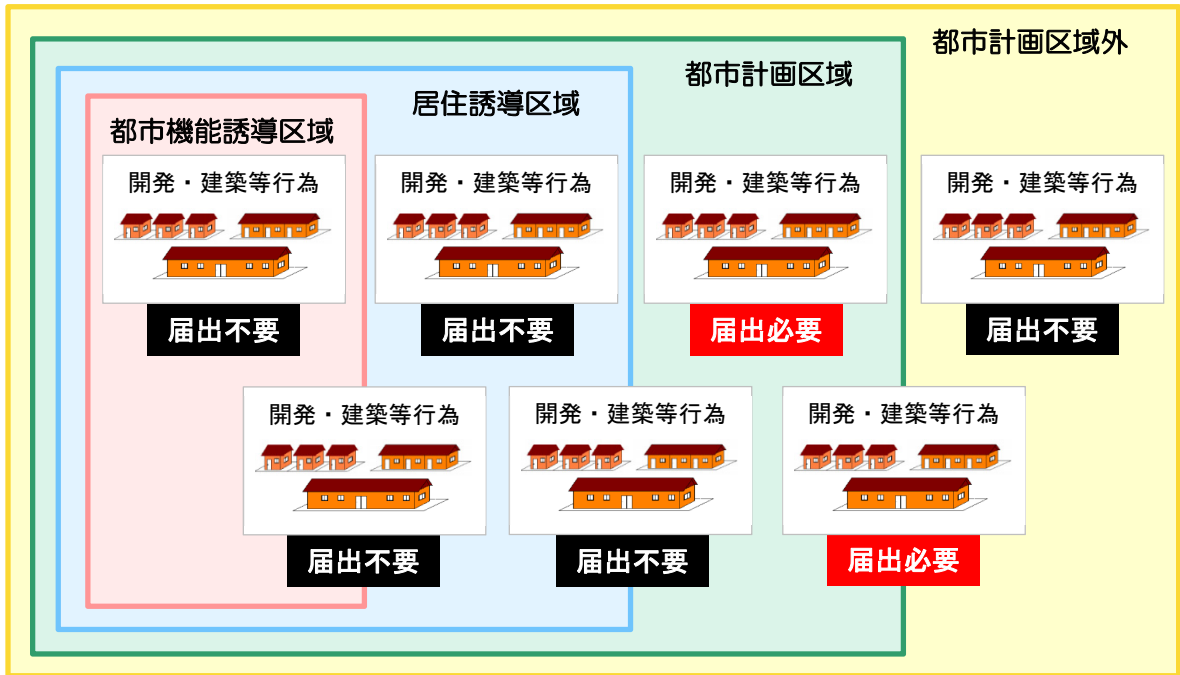 都市計画区域外
都市計画区域
居住誘導区域
都市機能誘導区域
開発・建築等行為
届出不要
開発・建築等行為
届出不要
開発・建築等行為
届出必要
開発・建築等行為
届出不要
開発・建築等行為
届出不要
開発・建築等行為
届出不要
開発・建築等行為
届出必要